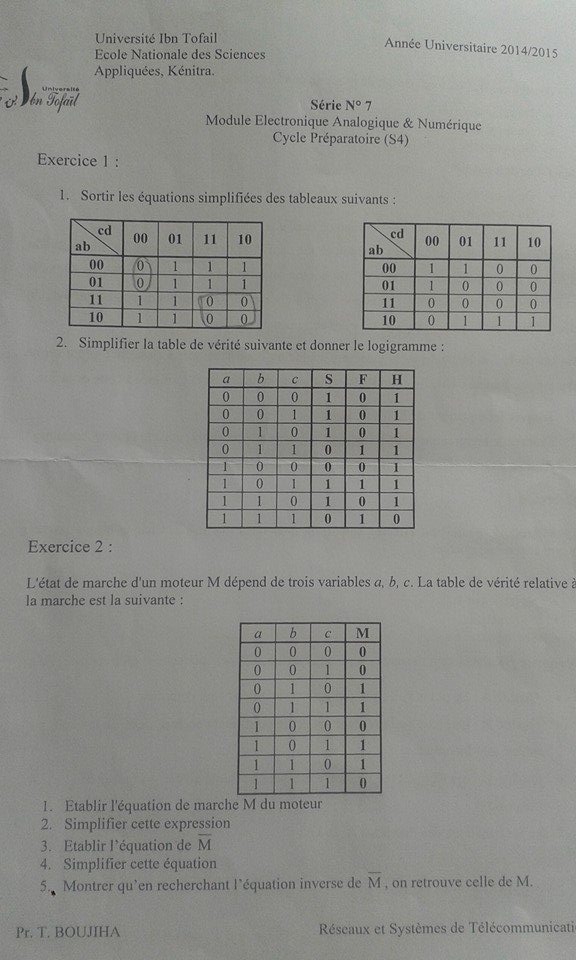 Université Ibn Tofail
Ecole Nationale des Sciences
Appliquées, Kénitra.
Année Universitaire 2014/2015
Université
Ibn Tofail
Série N° 7
Module Electronique Analogique & Numérique
Cycle Préparatoire (S4)
Exercice 1 :
1. Sortir les équations simplifiées des tableaux suivants :
ab cd 00 01 11 10
00 0 1 1 1
01 0 1 1 1
11 1 1 0 0
10 1 1 0 0
ab cd 00 01 11 10
00 1 1 0 0
01 1 0 0 0
11 0 0 0 0
10 0 1 1 1
2. Simplifier la table de vérité suivante et donner le logigramme :
a b c S F H
0 0 0 1 0 1
0 0 1 1 0 1
0 1 0 1 0 1
0 1 1 0 1 1
1 0 0 0 0 1
1 0 1 1 1 1
1 1 0 1 0 1
1 1 1 0 1 0
Exercice 2 :
L'état de marche d'un moteur M dépend de trois variables a, b, c. La table de vérité relative à
la marche est la suivante :
a b c M
0 0 0 0
0 0 1 0
0 1 0 1
0 1 1 1
1 0 0 0
1 0 1 1
1 1 0 1
1 1 1 0
1. Etablir l'équation de marche M du moteur
2. Simplifier cette expression
3. Etablir l'équation de M̅
4. Simplifier cette équation
5. Montrer qu'en recherchant l'équation inverse de M̅ , on retrouve celle de M.
Pr. T. BOUJIHA
Réseaux et Systèmes de Télécommunicati